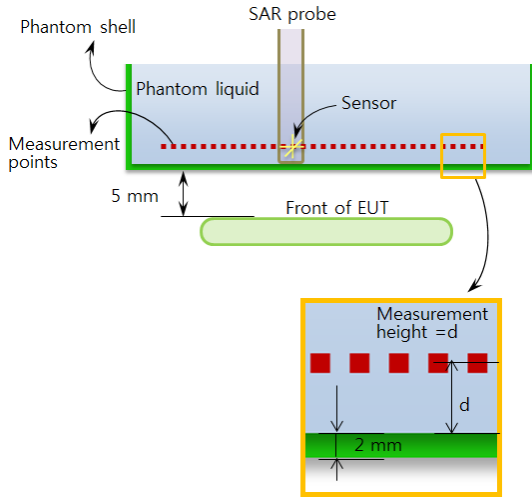 SAR probe
Phantom shell
Phantom liquid
Sensor
Measurement
points
5 mm
Front of EUT
Measurement
height =d
d
2 mm